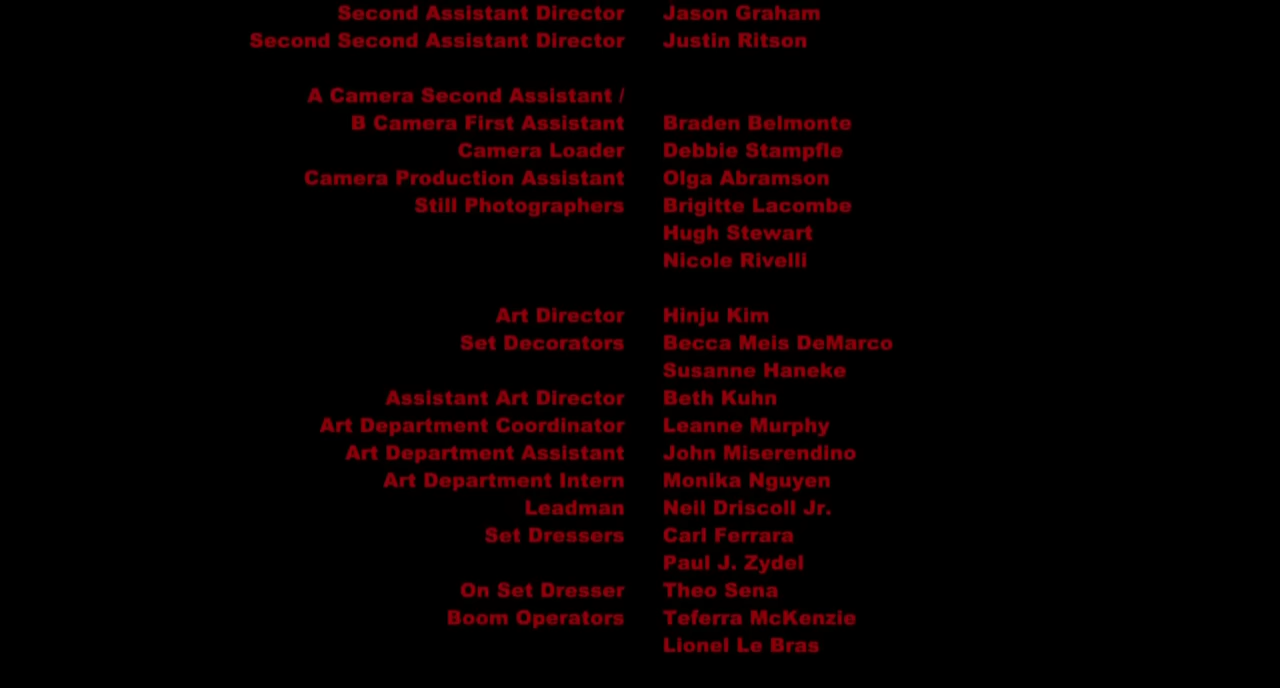 Second Assistant Director Jason Graham
Second Second Assistant Director Justin Ritson
A Camera Second Assistant /
B Camera First Assistant Braden Belmonte
Camera Loader Debbie Stampfle
Camera Production Assistant Olga Abramson
Still Photographers Brigitte Lacombe
Hugh Stewart
Nicole Rivelli
Art Director Hinju Kim
Set Decorators Becca Meis DeMarco
Susanne Haneke
Assistant Art Director Beth Kuhn
Art Department Coordinator Leanne Murphy
Art Department Assistant John Miserendino
Art Department Intern Monika Nguyen
Leadman Neil Driscoll Jr.
Set Dressers Carl Ferrara
Paul J. Zydel
On Set Dresser Theo Sena
Boom Operators Teferra McKenzie
Lionel Le Bras